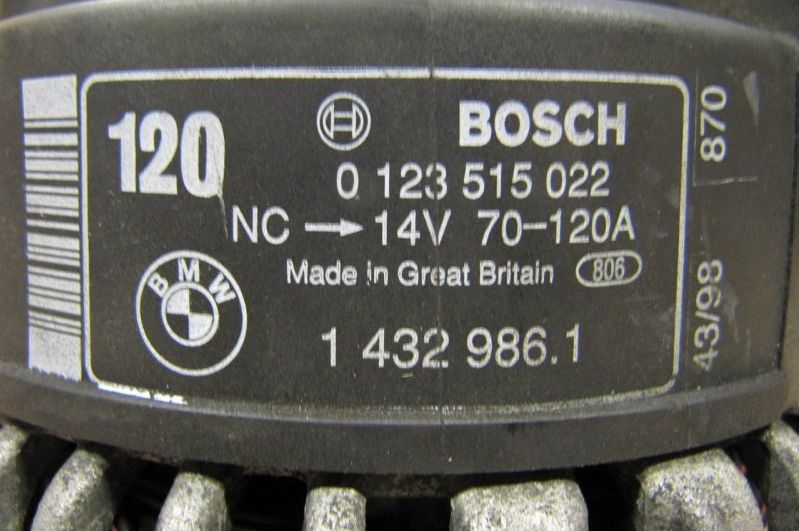 120
BOSCH
0 123 515 022
NC → 14V 70-120A
Made in Great Britain 806
BMW
1 432 986.1
870
43/98